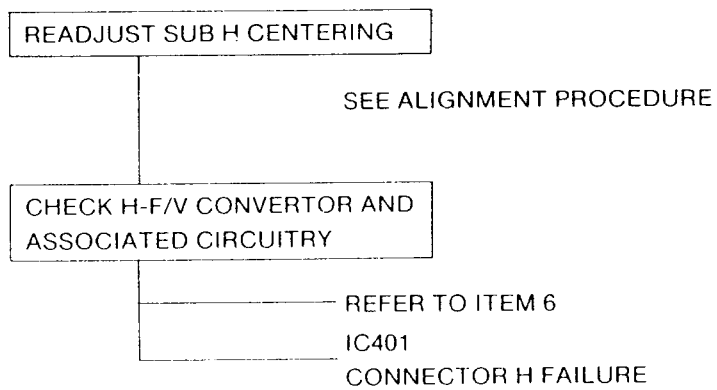 READJUST SUB H CENTERING
SEE ALIGNMENT PROCEDURE
CHECK H-F/V CONVERTOR AND
ASSOCIATED CIRCUITRY
REFER TO ITEM 6
IC401
CONNECTOR H FAILURE